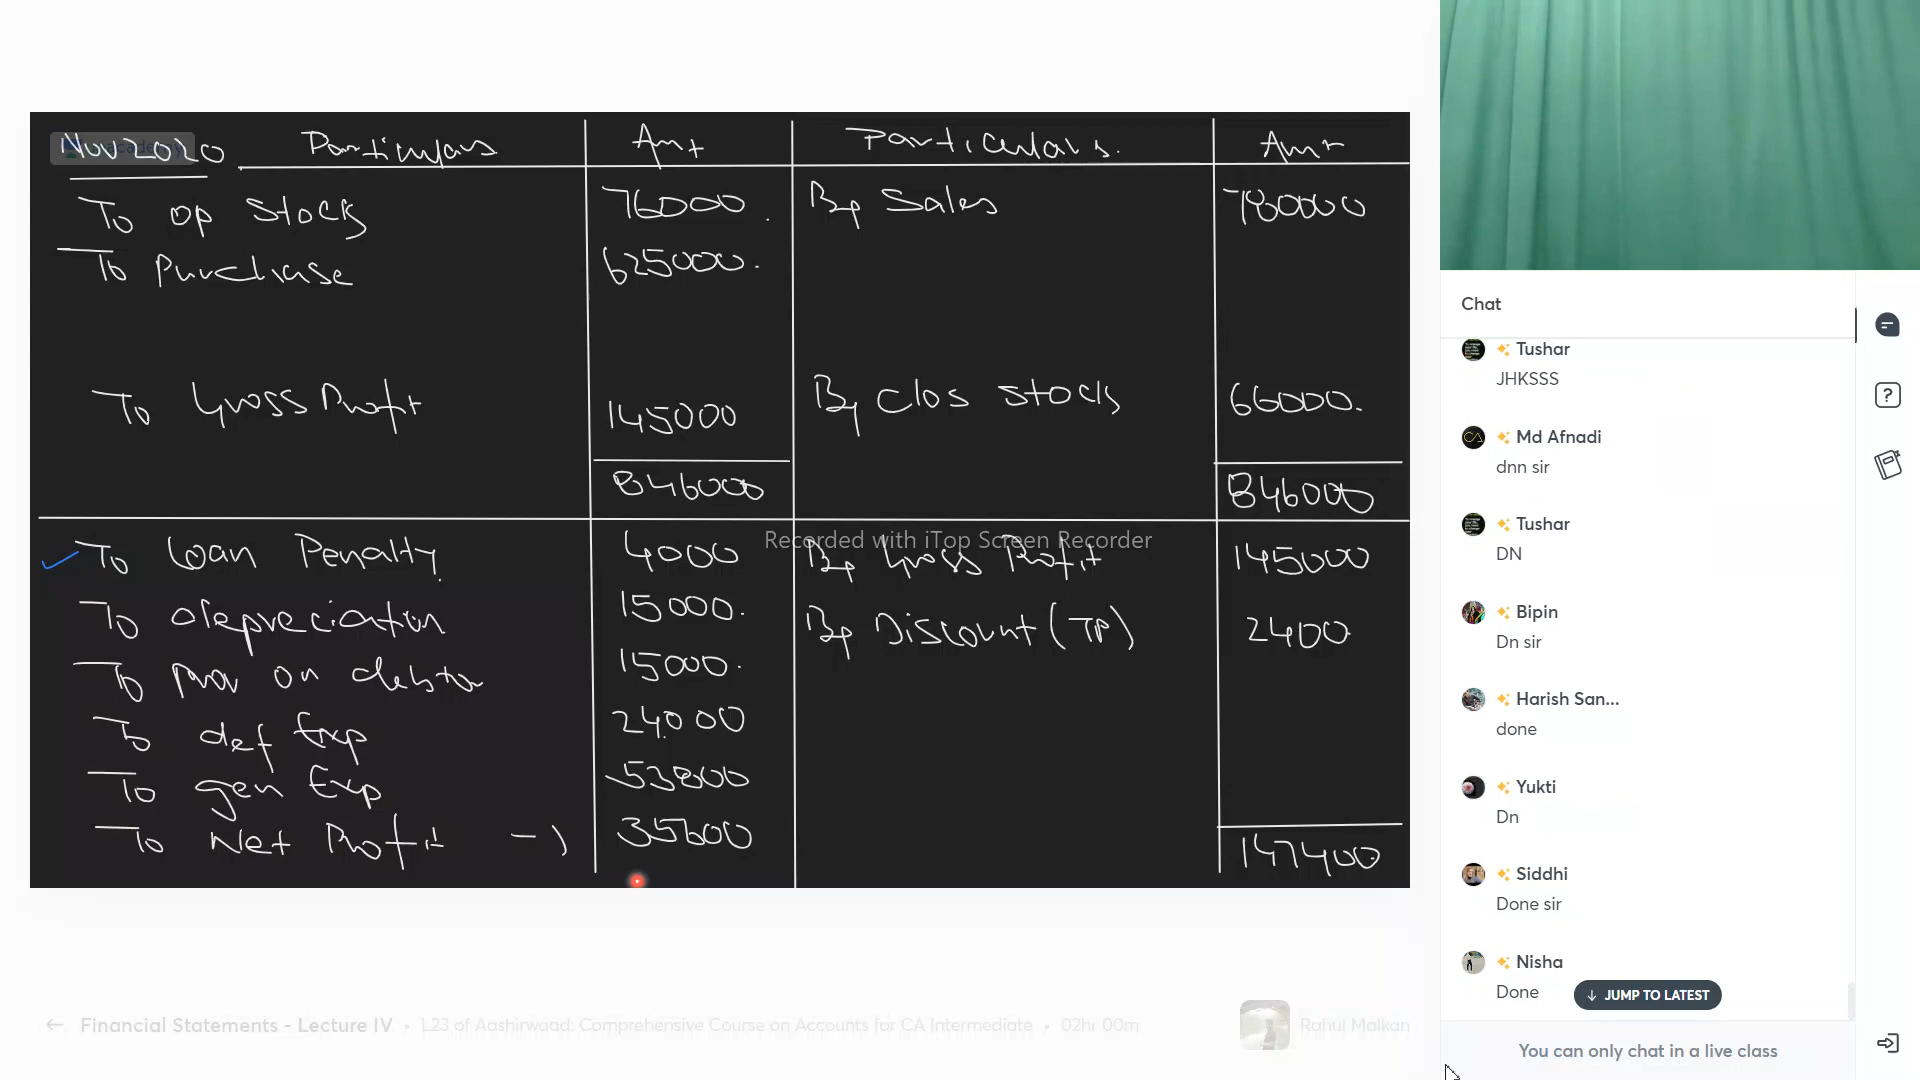 Nov 2020 Particulars Amt Particulars. Amt
To op stock 76000. By Sales 780000
To Purchase 625000.
To Gross Profit 145000 By Clos stock 66000.
846000 846000
Recorded with iTop Screen Recorder
To Loan Penalty 4000 By Gross Profit 145000
To depreciation 15000. By Discount (TP) 2400
To prov on debtor 15000.
To def Exp 24000
To gen Exp 53800
To Net Profit → 35600
147400
Financial Statements - Lecture IV • L23 of Aashirwaad: Comprehensive Course on Accounts for CA Intermediate • 02hr 00m
Rahul Malkan
Chat
Tushar
JHKSSS
Md Afnadi
dnn sir
Tushar
DN
Bipin
Dn sir
Harish San...
done
Yukti
Dn
Siddhi
Done sir
Nisha
Done
JUMP TO LATEST
You can only chat in a live class